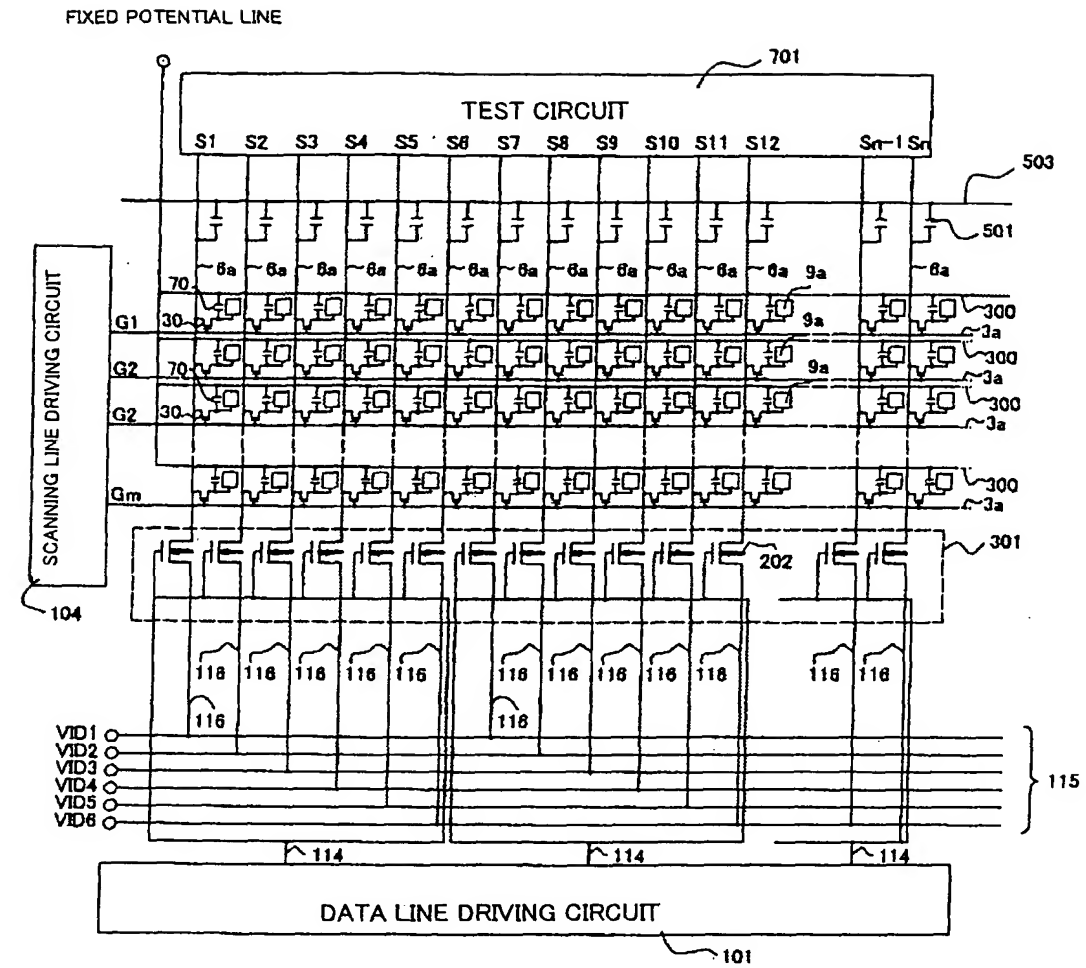 FIXED POTENTIAL LINE
701
TEST CIRCUIT
S1 S2 S3 S4 S5 S6 S7 S8 S9 S10 S11 S12 Sn-1 Sn
503
501
6a 6a 6a 6a 6a 6a 6a 6a 6a 6a 6a 6a 9a 6a
SCANNING LINE DRIVING CIRCUIT
70
300
G1 30
3a
9a
300
G2
3a
70
9a
300
G2 30
3a
300
Gm
3a
301
202
104
116 116 116 116 116 116 116 116 116 116 116 116
116 116
VID1
VID2
VID3
VID4
VID5
VID6
115
114 114 114
DATA LINE DRIVING CIRCUIT
101